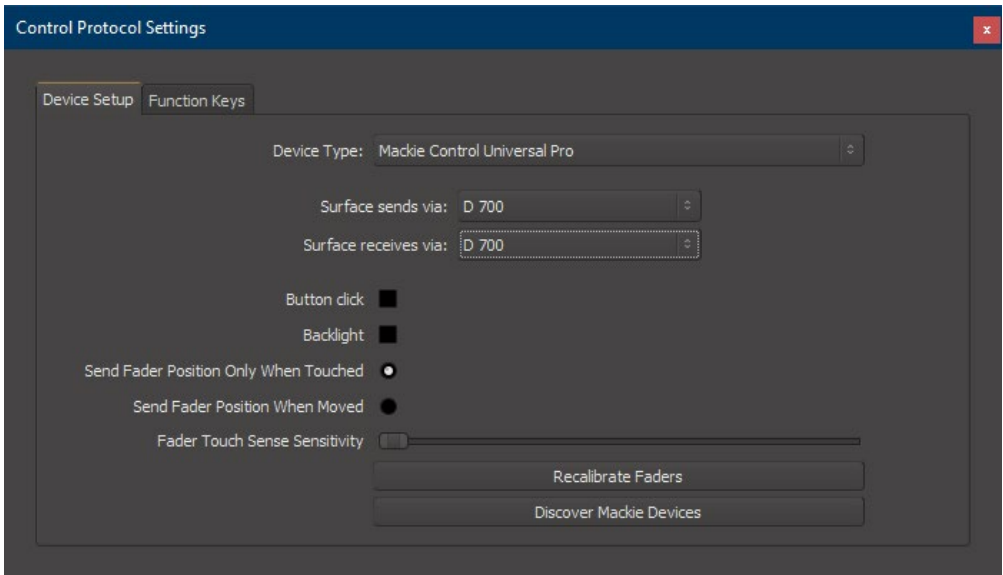 Control Protocol Settings
x
Device Setup
Function Keys
Device Type: Mackie Control Universal Pro
Surface sends via: D 700
Surface receives via: D 700
Button click
Backlight
Send Fader Position Only When Touched
Send Fader Position When Moved
Fader Touch Sense Sensitivity
Recalibrate Faders
Discover Mackie Devices